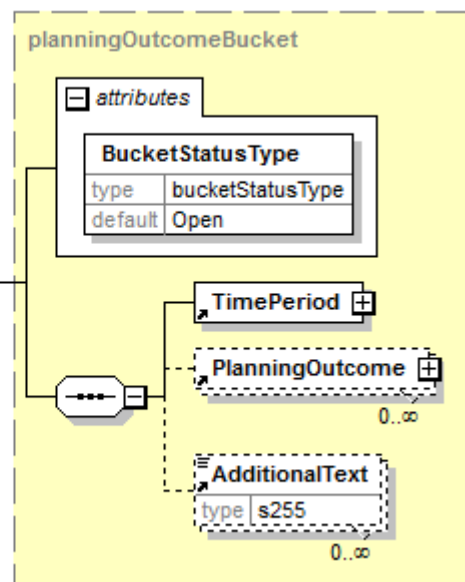 planningOutcomeBucket
attributes
BucketStatusType
type bucketStatusType
default Open
TimePeriod
PlanningOutcome
0..∞
AdditionalText
type s255
0..∞